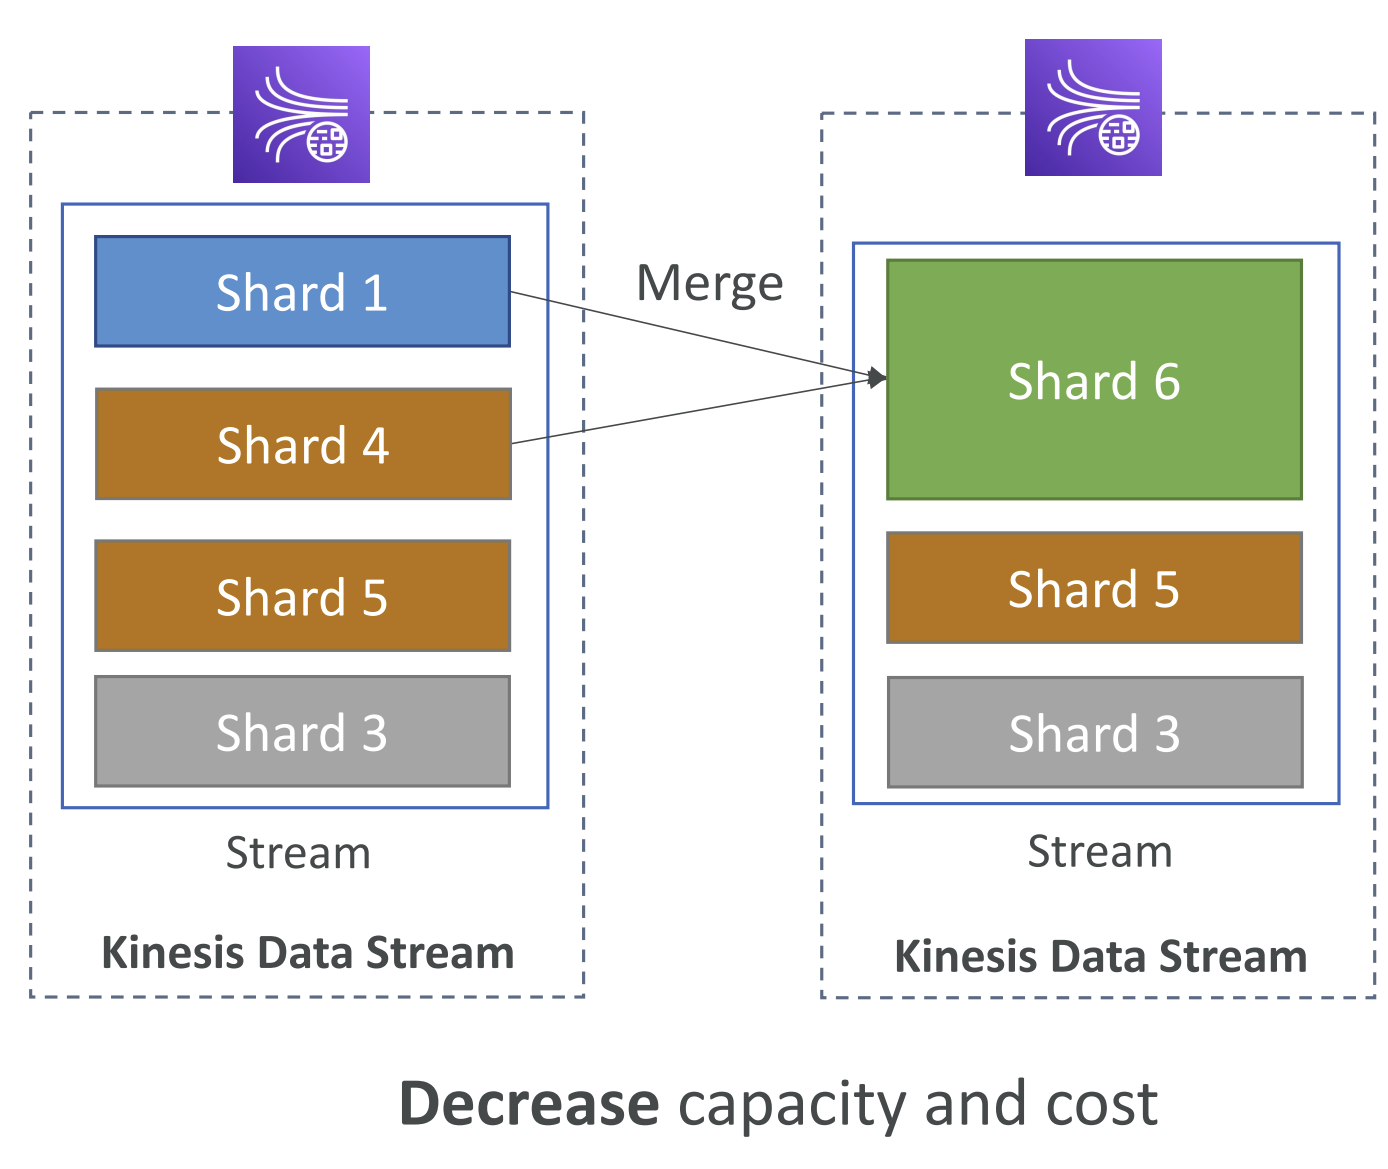 Shard 1
Shard 4
Shard 5
Shard 3
Stream
Kinesis Data Stream
Merge
Shard 6
Shard 5
Shard 3
Stream
Kinesis Data Stream
Decrease capacity and cost